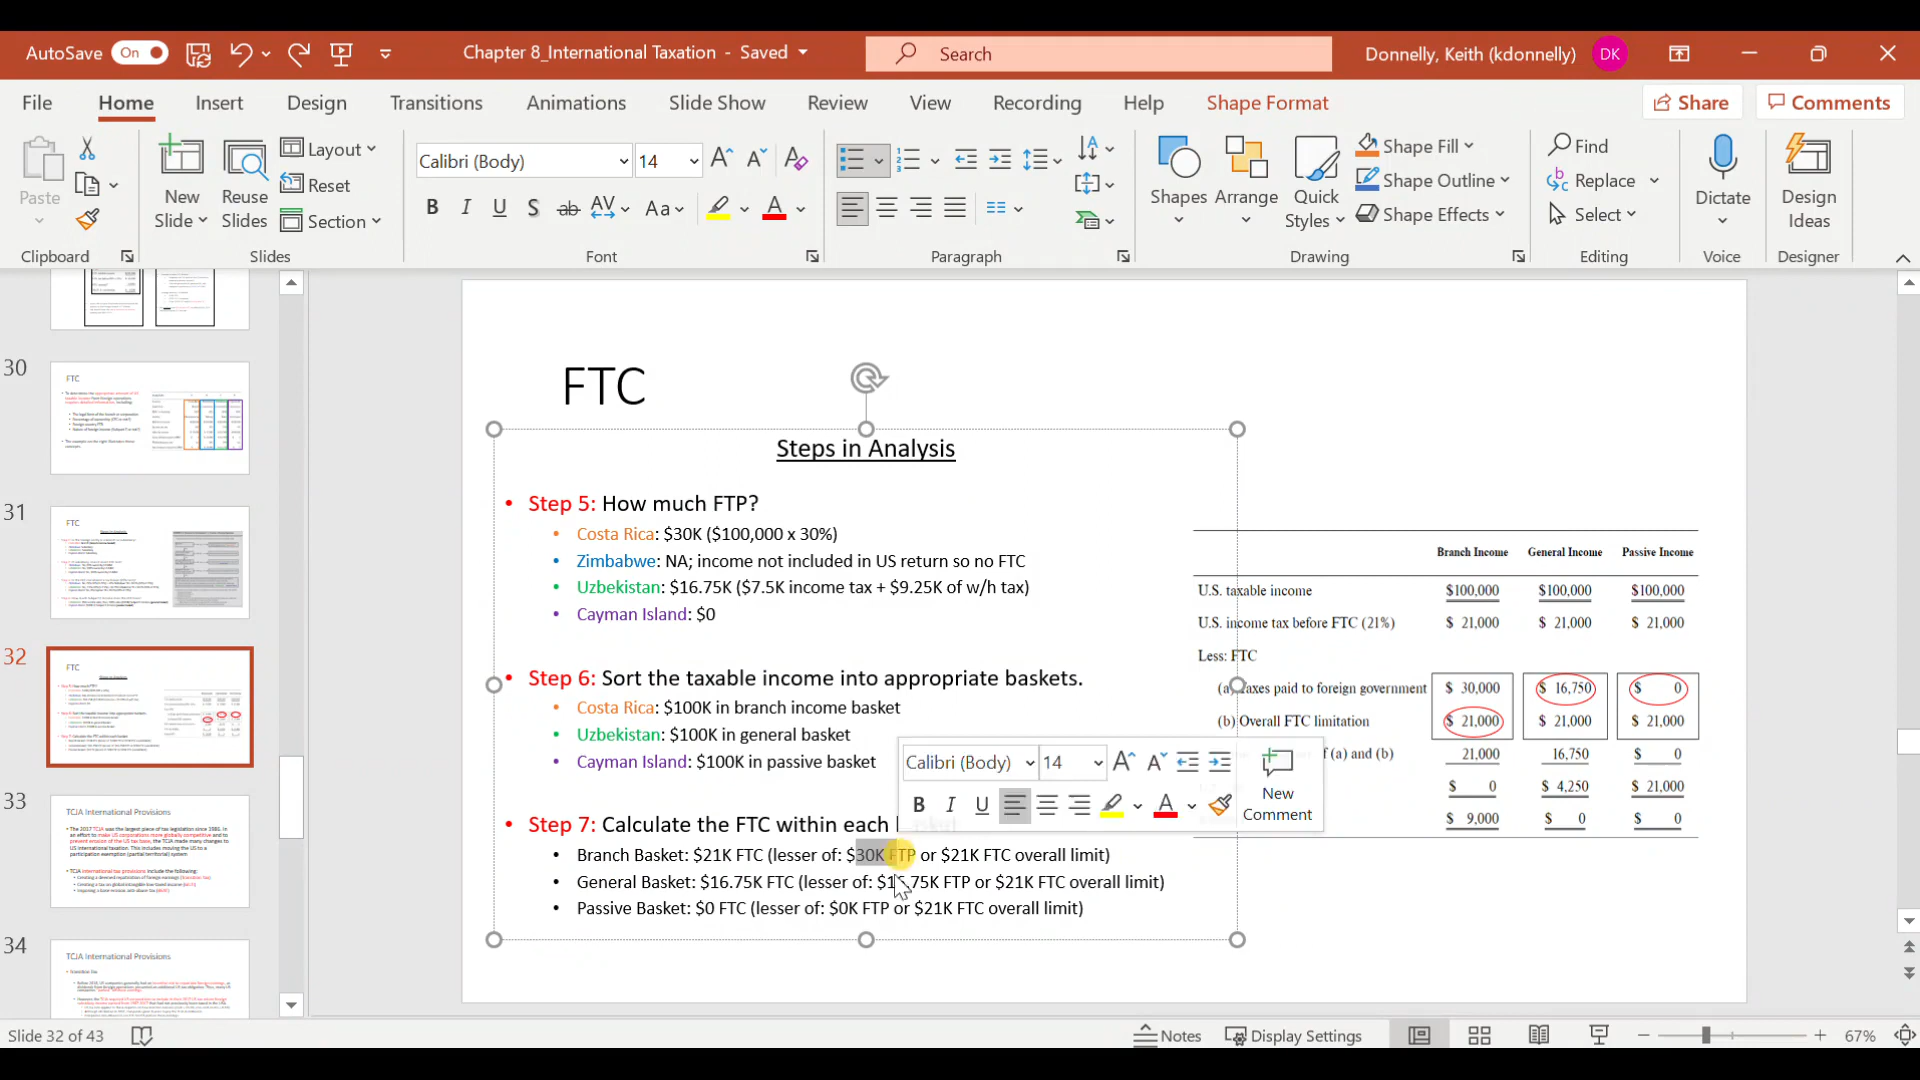 AutoSave On Chapter 8_International Taxation - Saved Search Donnelly, Keith (kdonnelly) DK
File Home Insert Design Transitions Animations Slide Show Review View Recording Help Shape Format Share Comments
Paste New Slide Reuse Slides Layout Reset Section
Calibri (Body) 14
B I U S ab AV Aa A
Shapes Arrange Quick Styles Shape Fill Shape Outline Shape Effects
Find Replace Select Dictate Design Ideas
Clipboard Slides Font Paragraph Drawing Editing Voice Designer
30
FTC
31
FTC
32
FTC
33
TCJA International Provisions
34
TCJA International Provisions
FTC
Steps in Analysis
• Step 5: How much FTP?
• Costa Rica: $30K ($100,000 x 30%)
• Zimbabwe: NA; income not included in US return so no FTC
• Uzbekistan: $16.75K ($7.5K income tax + $9.25K of w/h tax)
• Cayman Island: $0
• Step 6: Sort the taxable income into appropriate baskets.
• Costa Rica: $100K in branch income basket
• Uzbekistan: $100K in general basket
• Cayman Island: $100K in passive basket
• Step 7: Calculate the FTC within each
• Branch Basket: $21K FTC (lesser of: $30K FTP or $21K FTC overall limit)
• General Basket: $16.75K FTC (lesser of: $16.75K FTP or $21K FTC overall limit)
• Passive Basket: $0 FTC (lesser of: $0K FTP or $21K FTC overall limit)
Branch Income General Income Passive Income
U.S. taxable income $100,000 $100,000 $100,000
U.S. income tax before FTC (21%) $ 21,000 $ 21,000 $ 21,000
Less: FTC
(a) Taxes paid to foreign government $ 30,000 $ 16,750 $ 0
(b) Overall FTC limitation $ 21,000 $ 21,000 $ 21,000
f (a) and (b) 21,000 16,750 $ 0
$ 0 $ 4,250 $ 21,000
$ 9,000 $ 0 $ 0
Calibri (Body) 14
B I U A New Comment
Slide 32 of 43 Notes Display Settings 67%